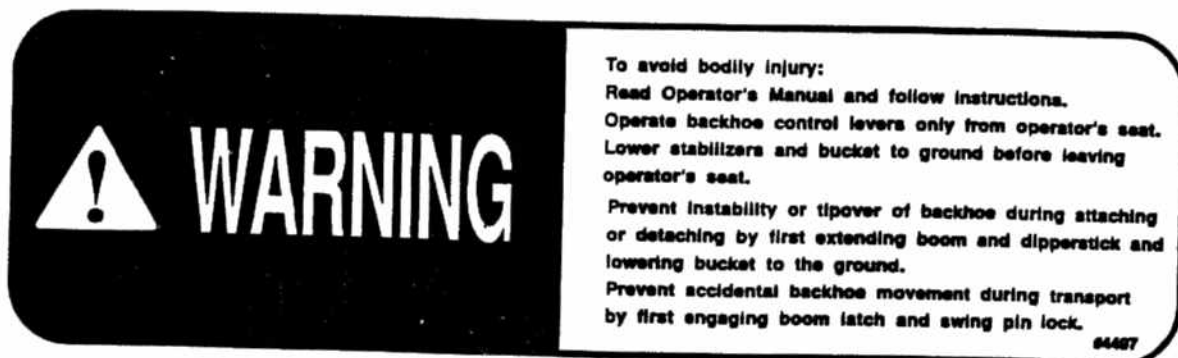 WARNING
To avoid bodily injury:
Read Operator's Manual and follow instructions.
Operate backhoe control levers only from operator's seat.
Lower stabilizers and bucket to ground before leaving
operator's seat.
Prevent instability or tipover of backhoe during attaching
or detaching by first extending boom and dipperstick and
lowering bucket to the ground.
Prevent accidental backhoe movement during transport
by first engaging boom latch and swing pin lock.